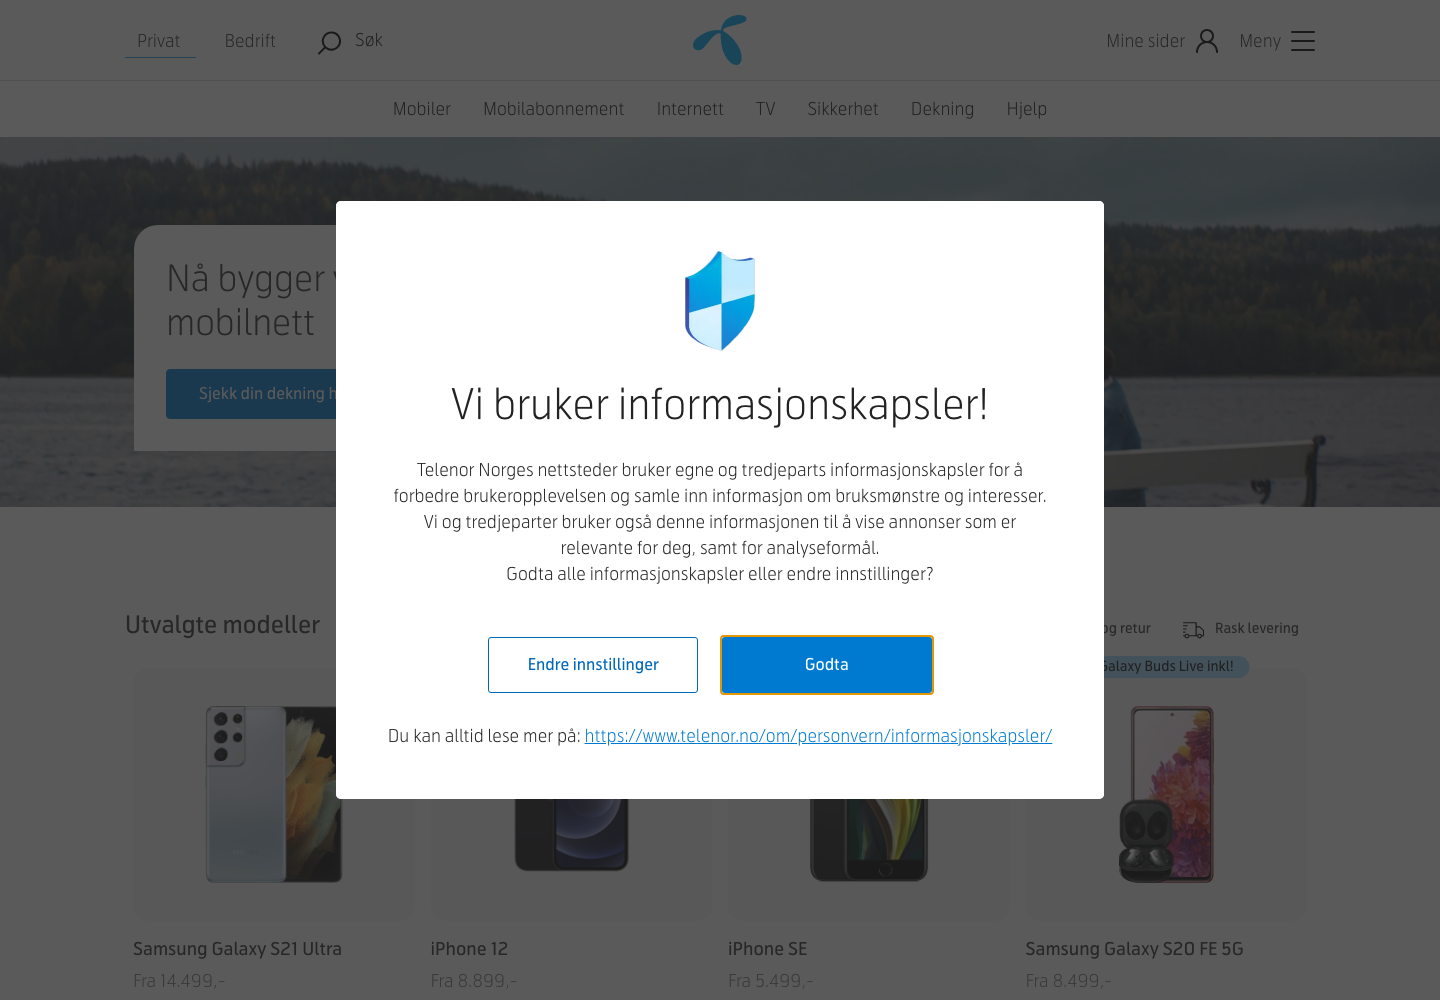 Privat
Bedrift
Søk
Mine sider
Meny
Mobiler
Mobilabonnement
Internett
TV
Sikkerhet
Dekning
Hjelp
Nå bygger
mobilnett
Sjekk din dekning
Vi bruker informasjonskapsler!
Telenor Norges nettsteder bruker egne og tredjeparts informasjonskapsler for å
forbedre brukeropplevelsen og samle inn informasjon om bruksmønstre og interesser.
Vi og tredjeparter bruker også denne informasjonen til å vise annonser som er
relevante for deg, samt for analyseformål.
Godta alle informasjonskapsler eller endre innstillinger?
Endre innstillinger
Godta
Du kan alltid lese mer på: https://www.telenor.no/om/personvern/informasjonskapsler/
Utvalgte modeller
og retur
Rask levering
Galaxy Buds Live inkl!
Samsung Galaxy S21 Ultra
Fra 14.499,-
iPhone 12
Fra 8.899,-
iPhone SE
Fra 5.499,-
Samsung Galaxy S20 FE 5G
Fra 8.499,-